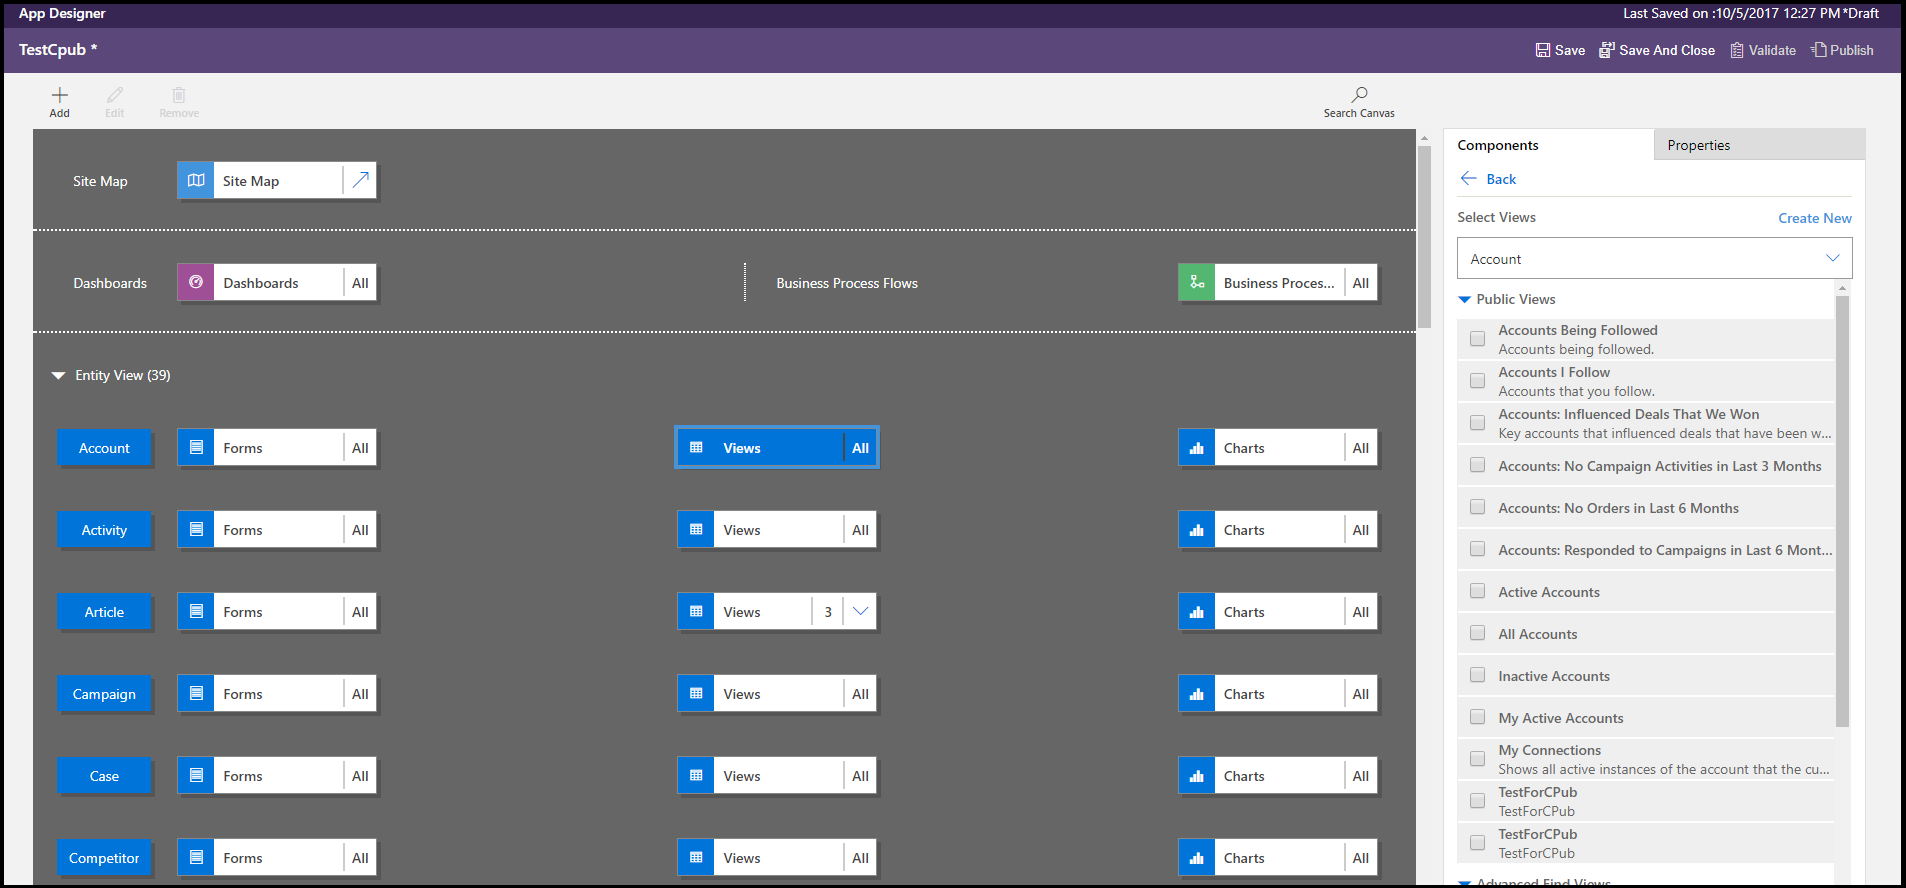 App Designer
Last Saved on :10/5/2017 12:27 PM *Draft
TestCpub *
Save
Save And Close
Validate
Publish
Add
Edit
Remove
Search Canvas
Site Map
Site Map
Dashboards
Dashboards
All
Business Process Flows
Business Proces...
All
Entity View (39)
Account
Forms
All
Views
All
Charts
All
Activity
Forms
All
Views
All
Charts
All
Article
Forms
All
Views
3
Charts
All
Campaign
Forms
All
Views
All
Charts
All
Case
Forms
All
Views
All
Charts
All
Competitor
Forms
All
Views
All
Charts
All
Components
Properties
Back
Select Views
Create New
Account
Public Views
Accounts Being Followed
Accounts being followed.
Accounts I Follow
Accounts that you follow.
Accounts: Influenced Deals That We Won
Key accounts that influenced deals that have been w...
Accounts: No Campaign Activities in Last 3 Months
Accounts: No Orders in Last 6 Months
Accounts: Responded to Campaigns in Last 6 Mont...
Active Accounts
All Accounts
Inactive Accounts
My Active Accounts
My Connections
Shows all active instances of the account that the cu...
TestForCPub
TestForCPub
TestForCPub
TestForCPub
Advanced Find Views